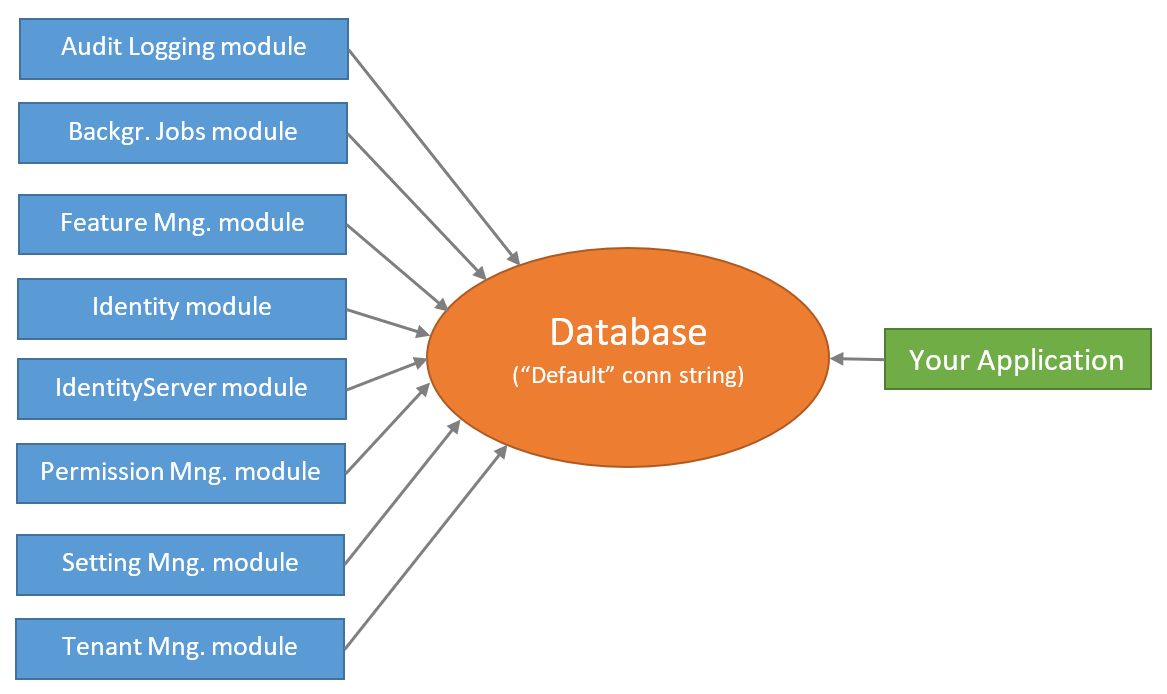 Audit Logging module
Backgr. Jobs module
Feature Mng. module
Identity module
IdentityServer module
Permission Mng. module
Setting Mng. module
Tenant Mng. module
Database
(“Default” conn string)
Your Application